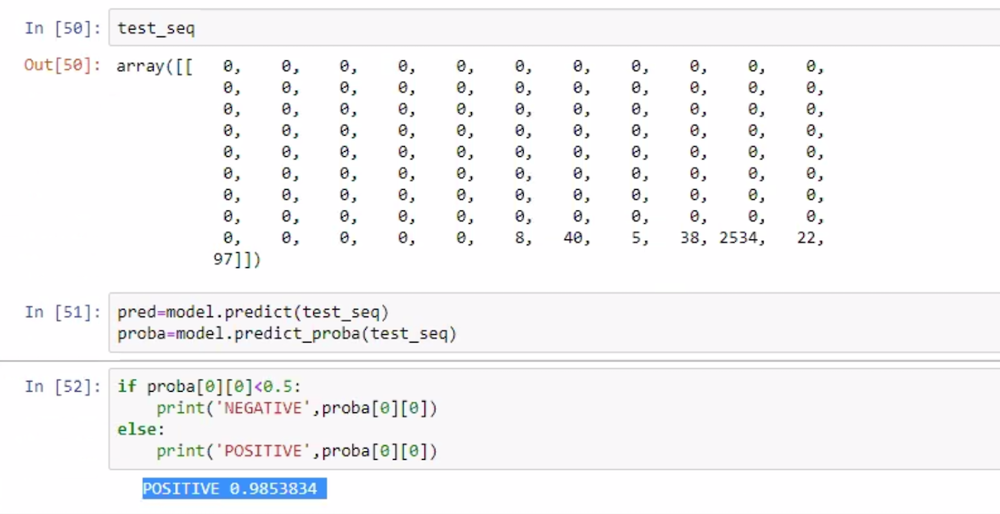 In [50]: test_seq
Out[50]: array([[ 0, 0, 0, 0, 0, 0, 0, 0, 0, 0, 0,
0, 0, 0, 0, 0, 0, 0, 0, 0, 0, 0,
0, 0, 0, 0, 0, 0, 0, 0, 0, 0, 0,
0, 0, 0, 0, 0, 0, 0, 0, 0, 0, 0,
0, 0, 0, 0, 0, 0, 0, 0, 0, 0, 0,
0, 0, 0, 0, 0, 0, 0, 0, 0, 0, 0,
0, 0, 0, 0, 0, 0, 0, 0, 0, 0, 0,
0, 0, 0, 0, 0, 0, 0, 0, 0, 0, 0,
0, 0, 0, 0, 0, 8, 40, 5, 38, 2534, 22,
97]])
In [51]: pred=model.predict(test_seq)
proba=model.predict_proba(test_seq)
In [52]: if proba[0][0]<0.5:
print('NEGATIVE',proba[0][0])
else:
print('POSITIVE',proba[0][0])
POSITIVE 0.9853834